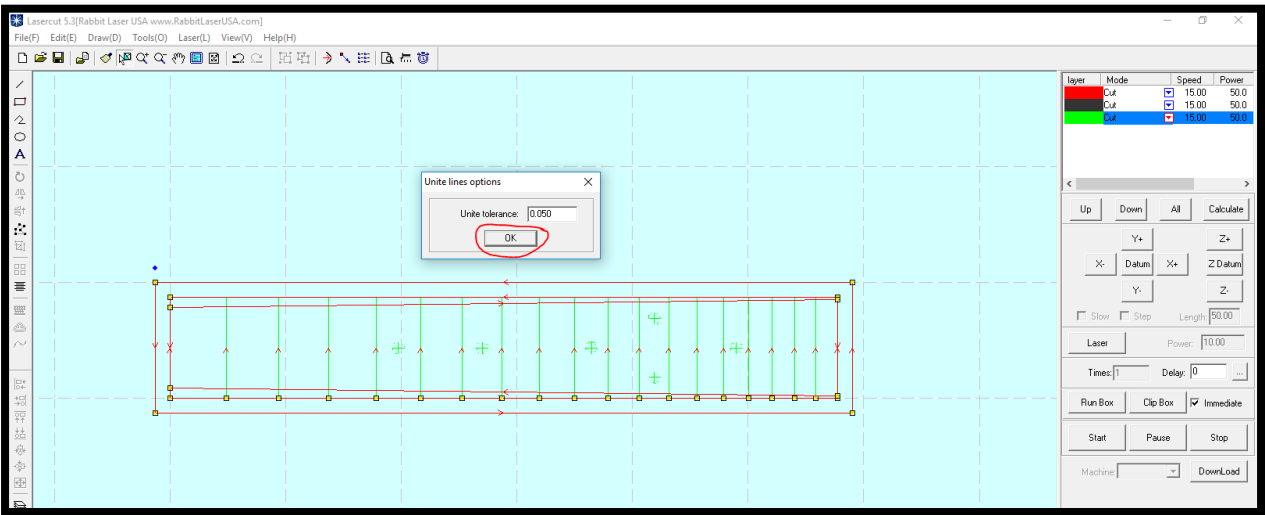 Lasercut 5.3[Rabbit Laser USA www.RabbitLaserUSA.com]
File(F) Edit(E) Draw(D) Tools(O) Laser(L) View(V) Help(H)
layer Mode Speed Power
Cut 15.00 50.0
Cut 15.00 50.0
Cut 15.00 50.0
Unite lines options
Unite tolerance: 0.050
OK
Up Down All Calculate
Y+ Z+
X- Datum X+ Z Datum
Y- Z-
Slow Step Length: 50.00
Laser Power: 10.00
Times: 1 Delay: 0 ...
Run Box Clip Box Immediate
Start Pause Stop
Machine: DownLoad